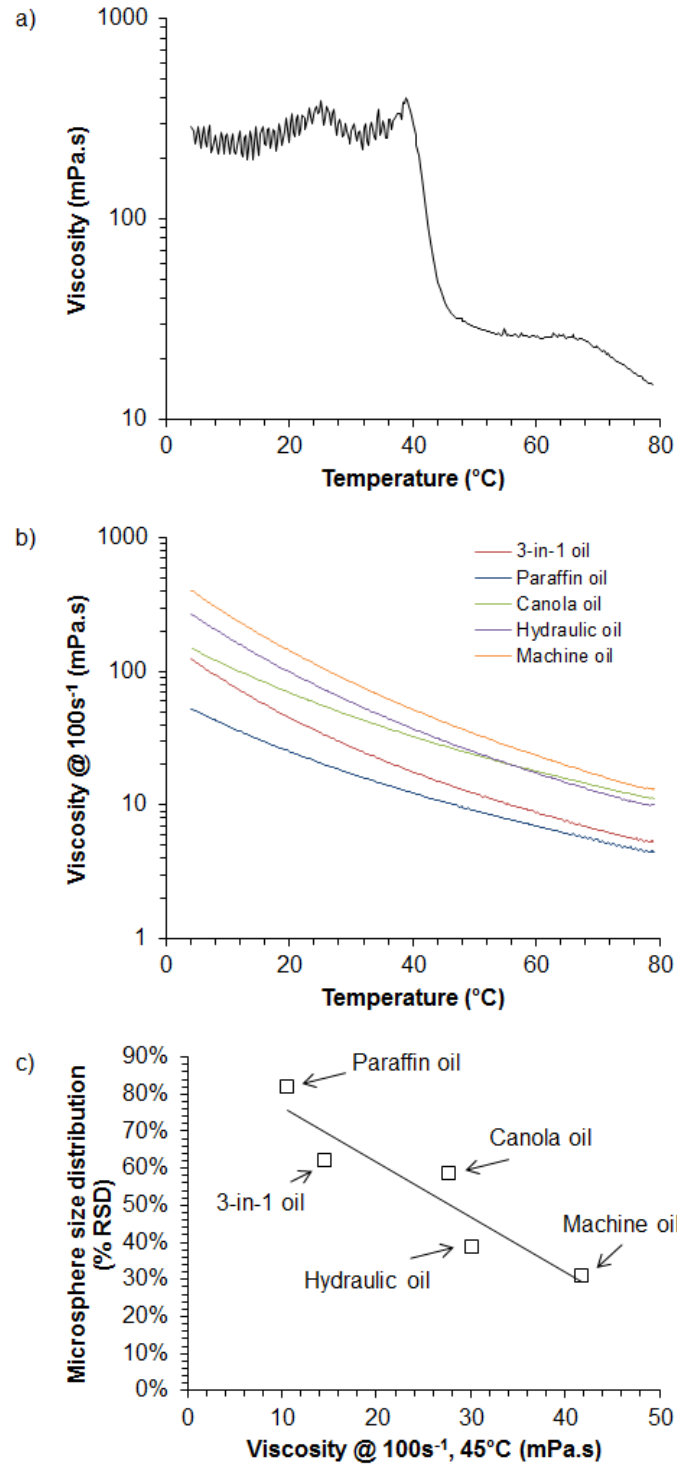 a)
1000
100
10
Viscosity (mPa.s)
0 20 40 60 80
Temperature (°C)
b)
1000
100
10
1
Viscosity @ 100s⁻¹ (mPa.s)
3-in-1 oil
Paraffin oil
Canola oil
Hydraulic oil
Machine oil
0 20 40 60 80
Temperature (°C)
c)
90%
80%
70%
60%
50%
40%
30%
20%
10%
0%
Microsphere size distribution
(% RSD)
Paraffin oil
Canola oil
3-in-1 oil
Machine oil
Hydraulic oil
0 10 20 30 40 50
Viscosity @ 100s⁻¹, 45°C (mPa.s)